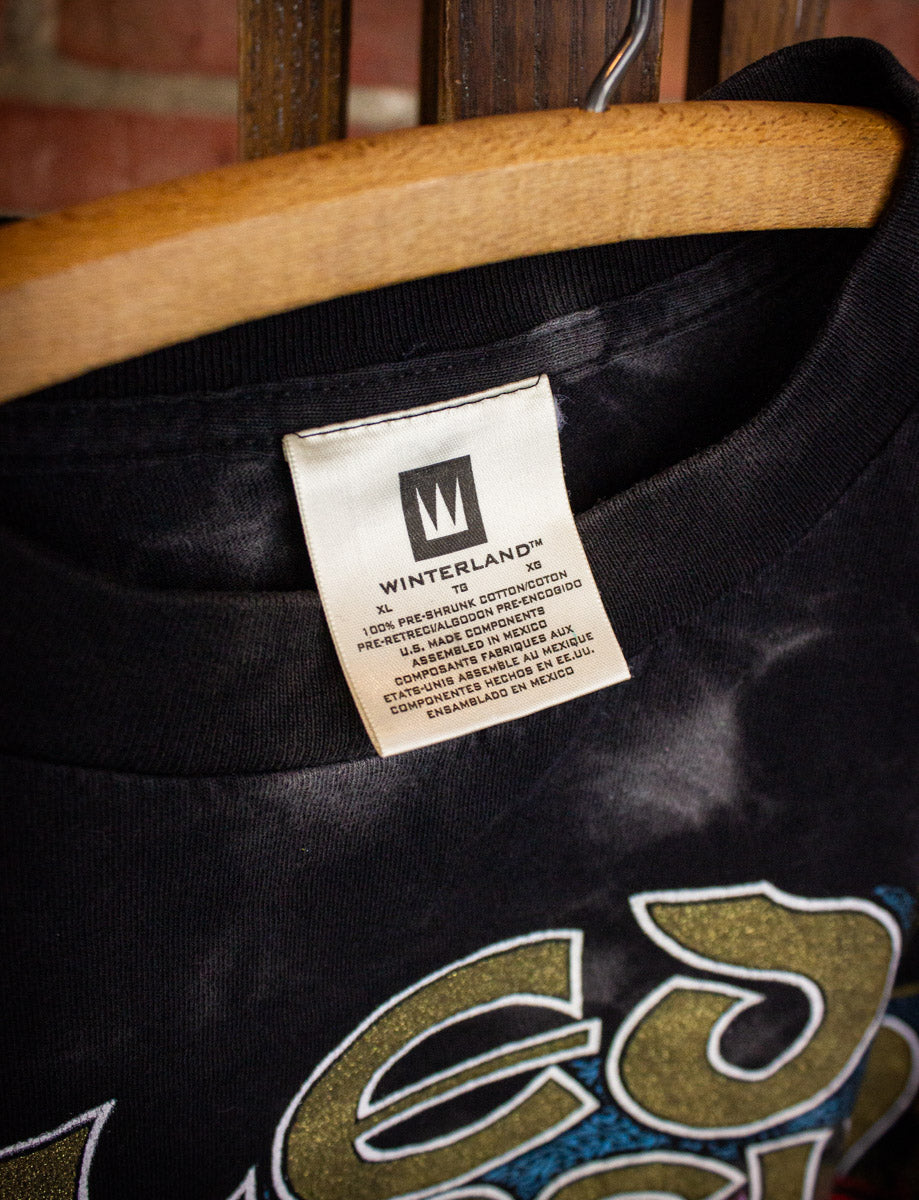 W
WINTERLAND™
XL TG XG
100% PRE-SHRUNK COTTON/COTON
PRE-RETRECI/ALGODON PRE-ENCOGIDO
U.S. MADE COMPONENTS
ASSEMBLED IN MEXICO
COMPOSANTS FABRIQUES AUX
ETATS-UNIS ASSEMBLE AU MEXIQUE
COMPONENTES HECHOS EN EE.UU.
ENSAMBLADO EN MEXICO